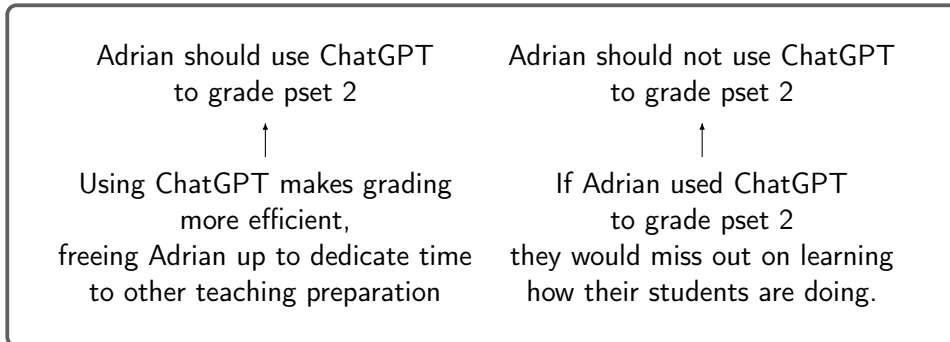 Adrian should use ChatGPT
to grade pset 2
Using ChatGPT makes grading
more efficient,
freeing Adrian up to dedicate time
to other teaching preparation
Adrian should not use ChatGPT
to grade pset 2
If Adrian used ChatGPT
to grade pset 2
they would miss out on learning
how their students are doing.